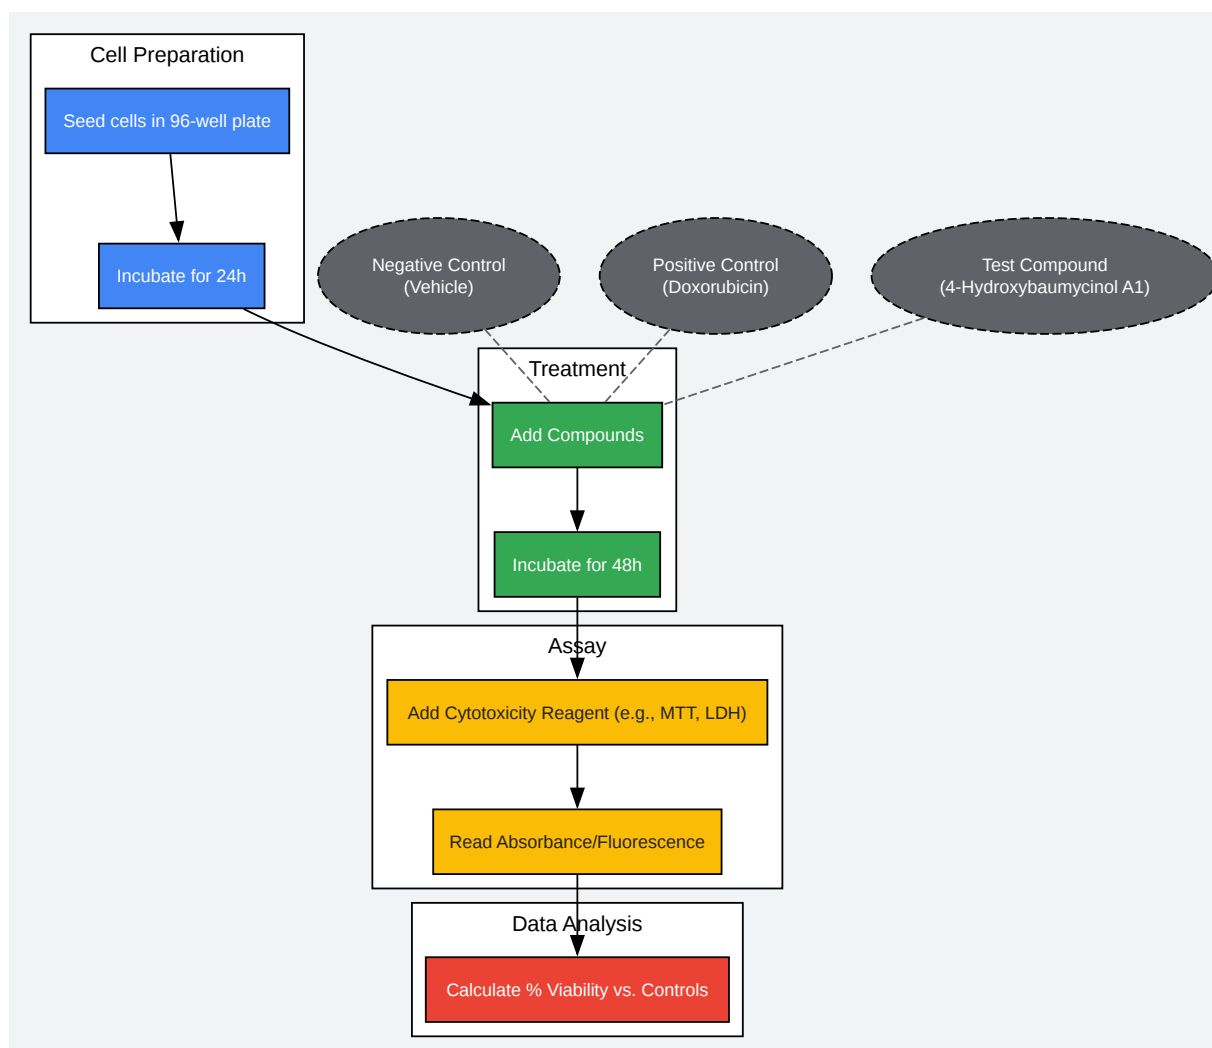 Cell Preparation
Seed cells in 96-well plate
Incubate for 24h
Negative Control
(Vehicle)
Positive Control
(Doxorubicin)
Test Compound
(4-Hydroxybaumycinol A1)
Treatment
Add Compounds
Incubate for 48h
Assay
Add Cytotoxicity Reagent (e.g., MTT, LDH)
Read Absorbance/Fluorescence
Data Analysis
Calculate % Viability vs. Controls